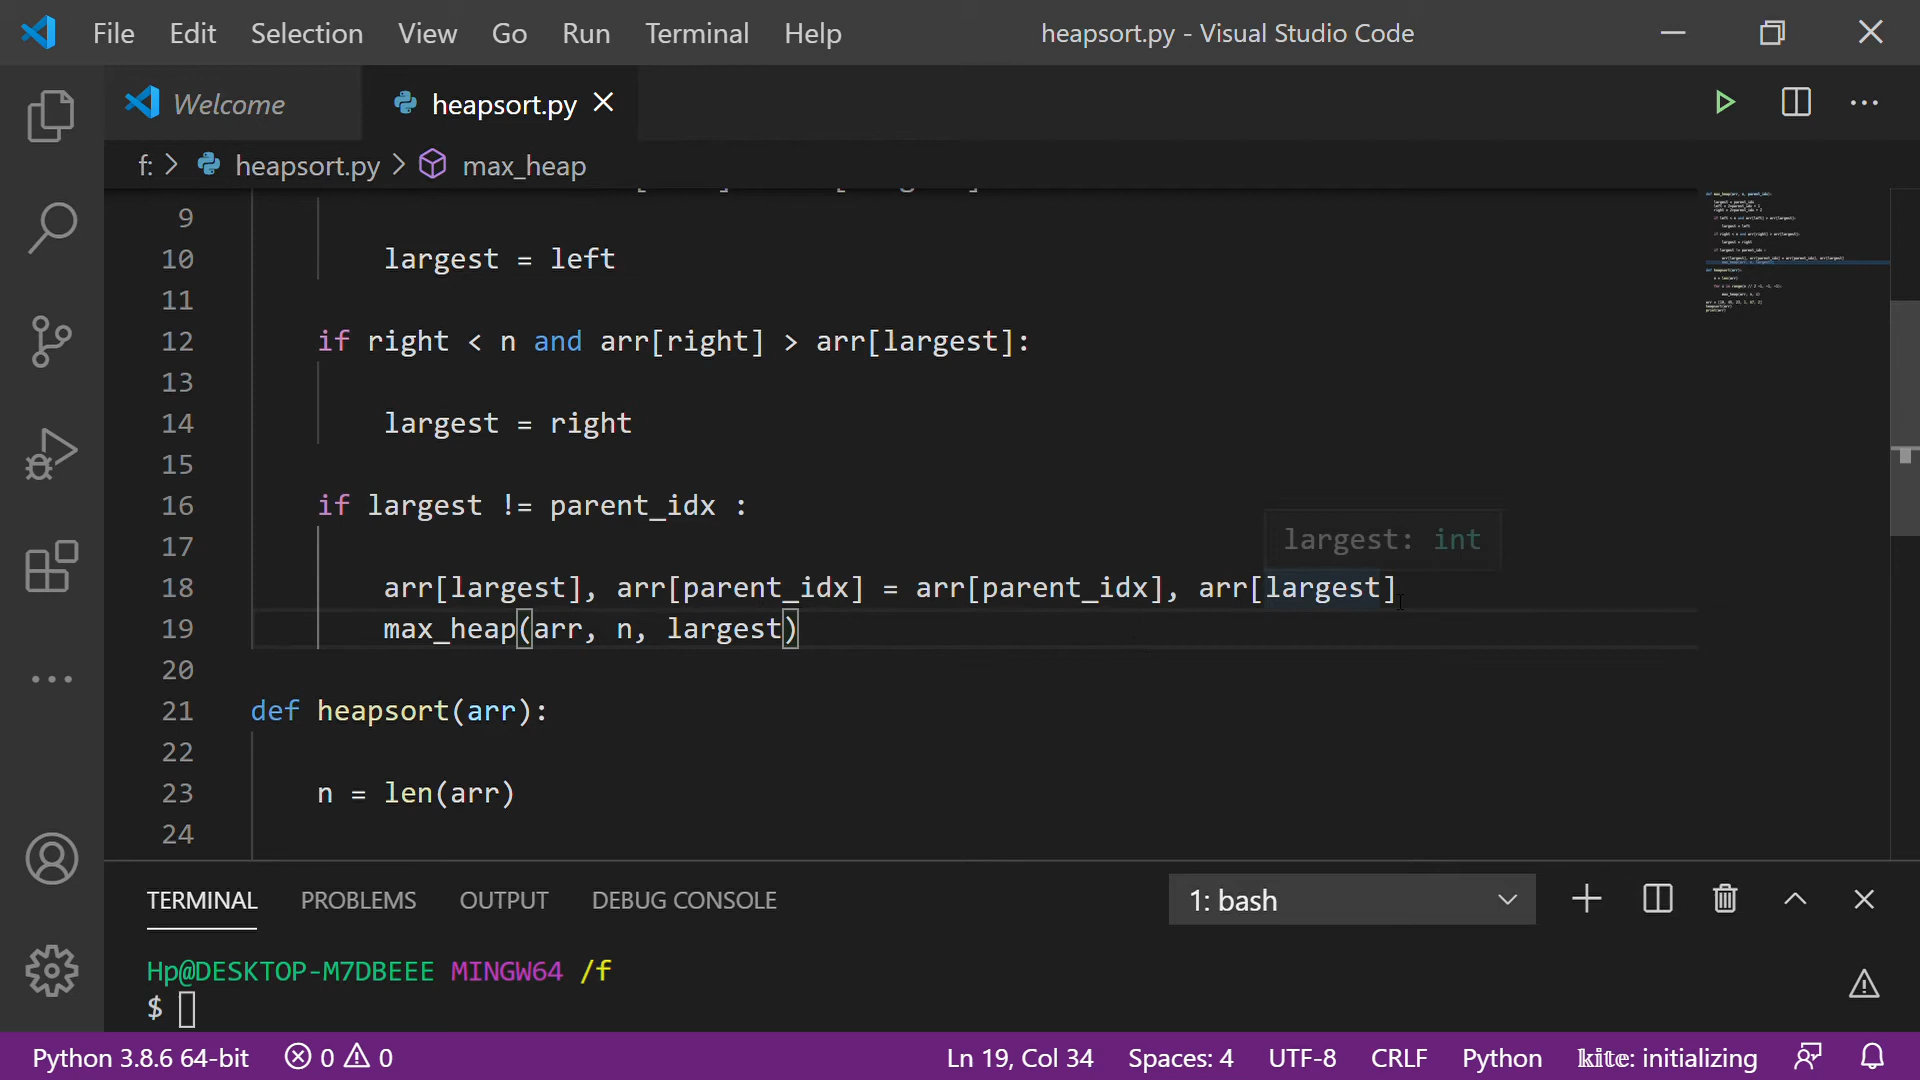 File Edit Selection View Go Run Terminal Help heapsort.py - Visual Studio Code
Welcome heapsort.py
f: > heapsort.py > max_heap
9
10 largest = left
11
12 if right < n and arr[right] > arr[largest]:
13
14 largest = right
15
16 if largest != parent_idx :
17
largest: int
18 arr[largest], arr[parent_idx] = arr[parent_idx], arr[largest]
19 max_heap(arr, n, largest)
20
21 def heapsort(arr):
22
23 n = len(arr)
24
TERMINAL PROBLEMS OUTPUT DEBUG CONSOLE 1: bash
Hp@DESKTOP-M7DBEEE MINGW64 /f
$
Python 3.8.6 64-bit 0 0 Ln 19, Col 34 Spaces: 4 UTF-8 CRLF Python kite: initializing